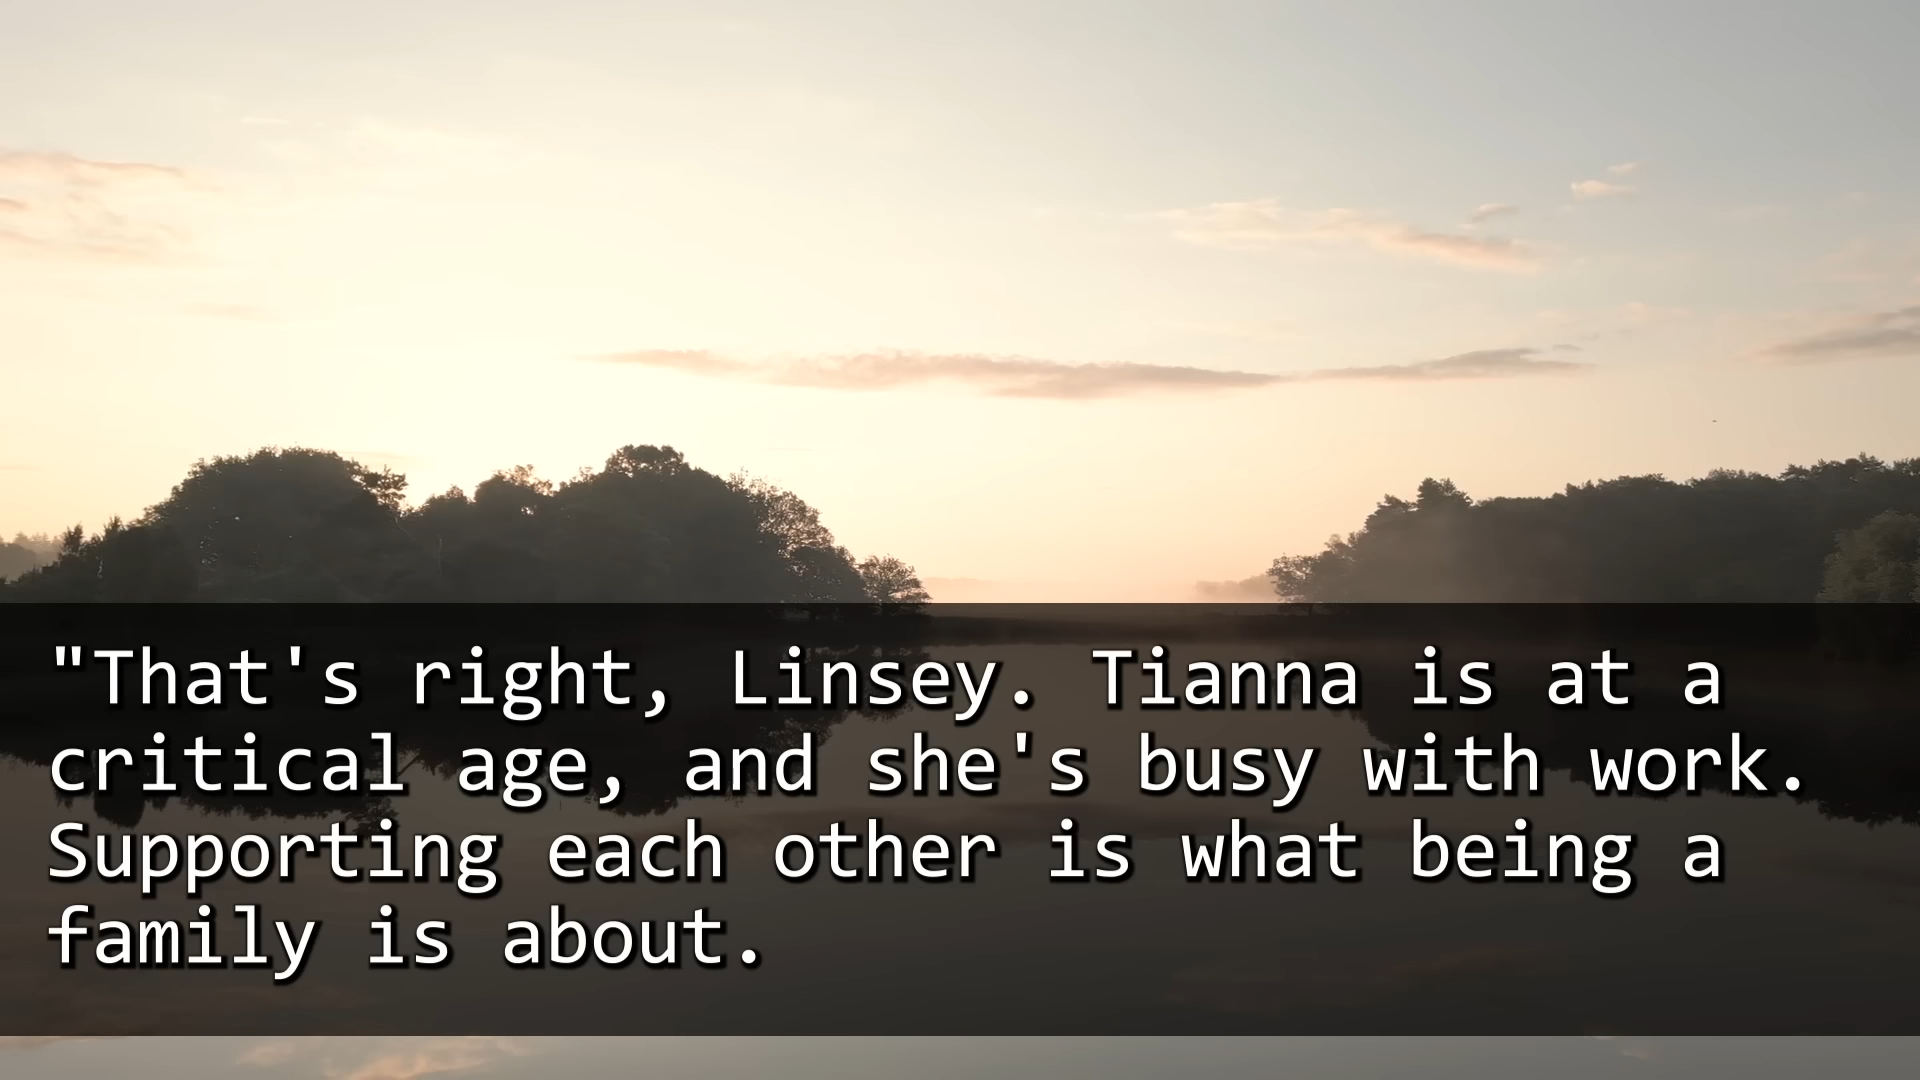 "That's right, Linsey. Tianna is at a
critical age, and she's busy with work.
Supporting each other is what being a
family is about.